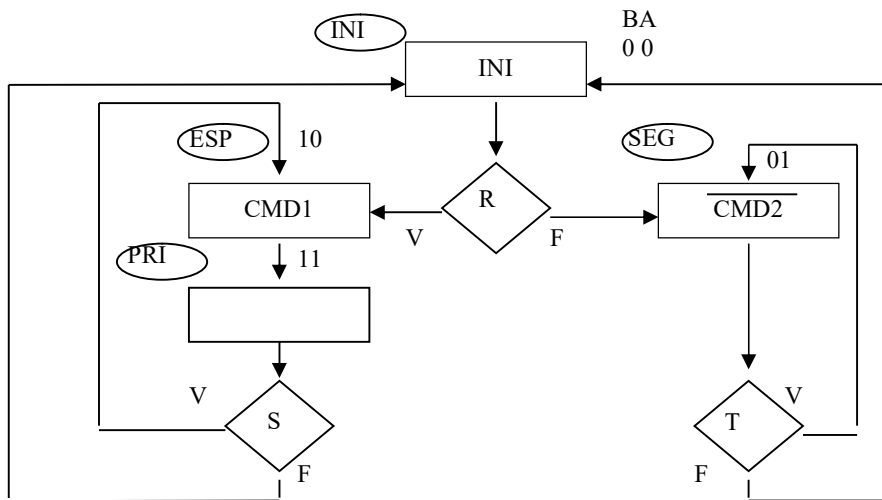 INI
BA
0 0
INI
ESP
10
SEG
01
CMD1
R
CMD2
V
F
PRI
11
V
V
S
T
F
F